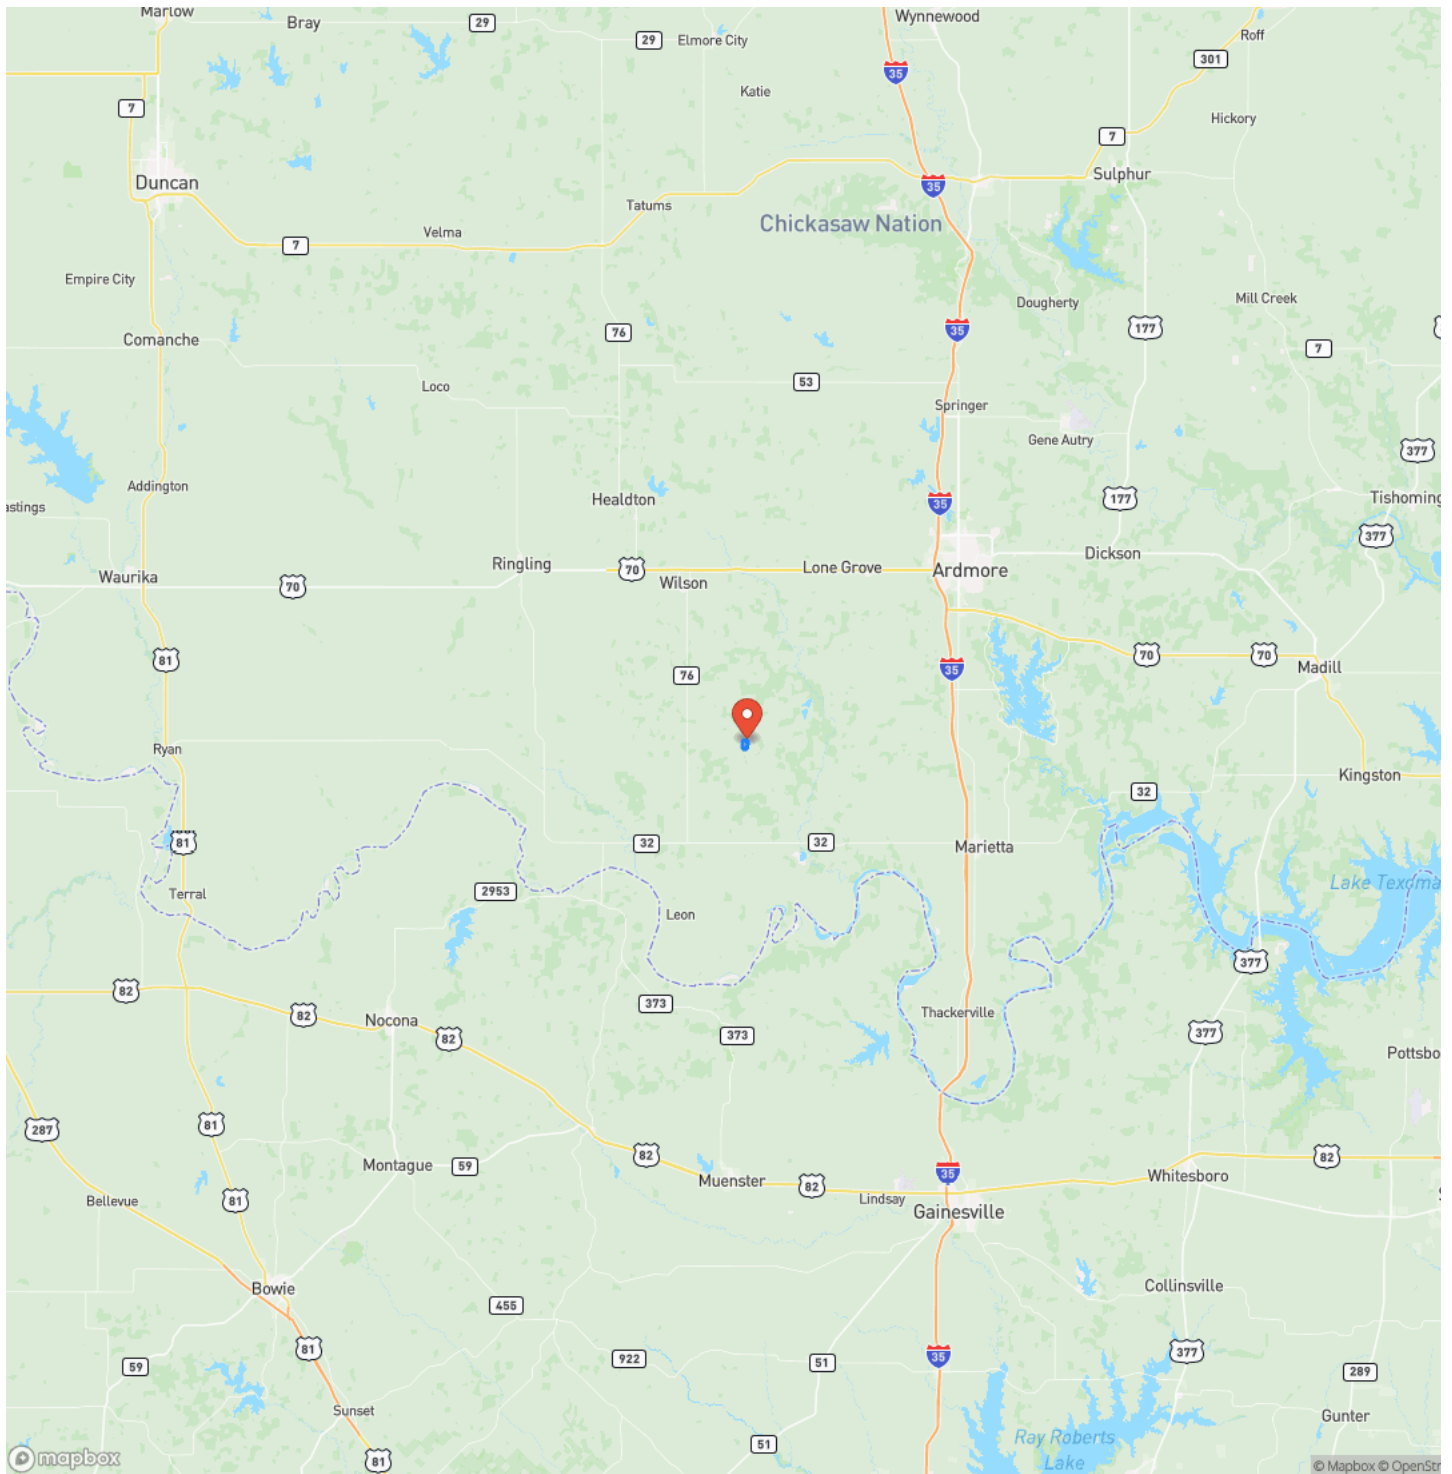 Marlow
Bray
29
Wynnewood
29
Elmore City
Roff
301
35
Katie
7
Hickory
7
Duncan
35
Sulphur
Tatums
Chickasaw Nation
Velma
7
Empire City
Dougherty
Mill Creek
76
35
177
Comanche
7
53
Loco
Springer
Gene Autry
377
Addington
Healdton
35
177
Tishoming
astings
377
Dickson
Ringling
70
Lone Grove
Ardmore
Waurika
70
Wilson
81
35
70
70
Madill
76
Ryan
Kingston
32
81
32
32
Marietta
Terral
2953
Lake Texoma
Leon
82
377
373
82
Nocona
Thackerville
82
373
377
Pottsbo
287
81
82
82
Montague
59
35
Whitesboro
Muenster
82
Bellevue
81
Lindsay
Gainesville
S
Bowie
Collinsville
455
81
35
377
59
922
51
289
Sunset
Gunter
Ray Roberts
Lake
51
81
mapbox
© Mapbox © OpenStr